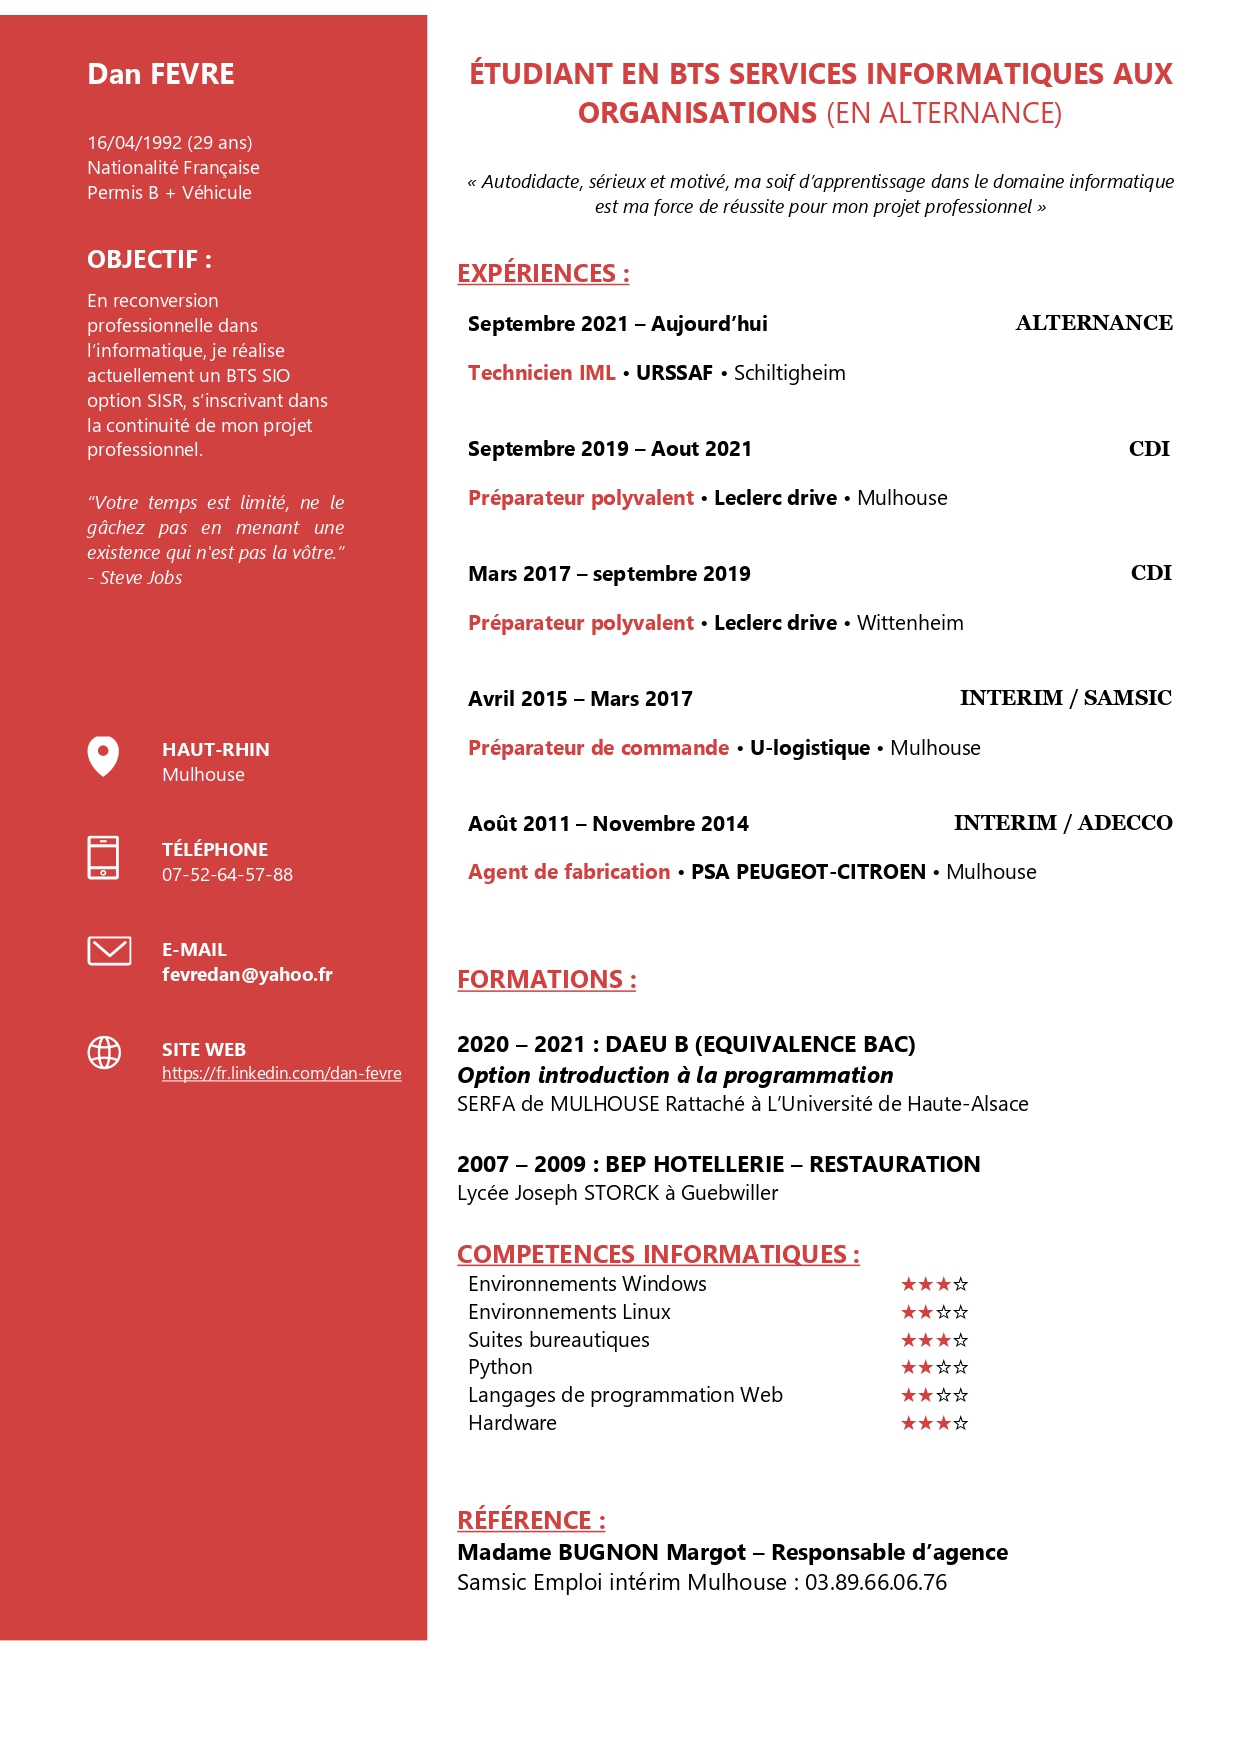 Dan FEVRE
16/04/1992 (29 ans)
Nationalité Française
Permis B + Véhicule
OBJECTIF :
En reconversion
professionnelle dans
l’informatique, je réalise
actuellement un BTS SIO
option SISR, s’inscrivant dans
la continuité de mon projet
professionnel.
“Votre temps est limité, ne le
gâchez pas en menant une
existence qui n'est pas la vôtre.”
- Steve Jobs
HAUT-RHIN
Mulhouse
TÉLÉPHONE
07-52-64-57-88
E-MAIL
fevredan@yahoo.fr
SITE WEB
https://fr.linkedin.com/dan-fevre
ÉTUDIANT EN BTS SERVICES INFORMATIQUES AUX
ORGANISATIONS (EN ALTERNANCE)
« Autodidacte, sérieux et motivé, ma soif d’apprentissage dans le domaine informatique
est ma force de réussite pour mon projet professionnel »
EXPÉRIENCES :
Septembre 2021 – Aujourd’hui ALTERNANCE
Technicien IML • URSSAF • Schiltigheim
Septembre 2019 – Aout 2021 CDI
Préparateur polyvalent • Leclerc drive • Mulhouse
Mars 2017 – septembre 2019 CDI
Préparateur polyvalent • Leclerc drive • Wittenheim
Avril 2015 – Mars 2017 INTERIM / SAMSIC
Préparateur de commande • U-logistique • Mulhouse
Août 2011 – Novembre 2014 INTERIM / ADECCO
Agent de fabrication • PSA PEUGEOT-CITROEN • Mulhouse
FORMATIONS :
2020 – 2021 : DAEU B (EQUIVALENCE BAC)
Option introduction à la programmation
SERFA de MULHOUSE Rattaché à L’Université de Haute-Alsace
2007 – 2009 : BEP HOTELLERIE – RESTAURATION
Lycée Joseph STORCK à Guebwiller
COMPETENCES INFORMATIQUES :
Environnements Windows ★★★☆
Environnements Linux ★★☆☆
Suites bureautiques ★★★☆
Python ★★☆☆
Langages de programmation Web ★★☆☆
Hardware ★★★☆
RÉFÉRENCE :
Madame BUGNON Margot – Responsable d’agence
Samsic Emploi intérim Mulhouse : 03.89.66.06.76